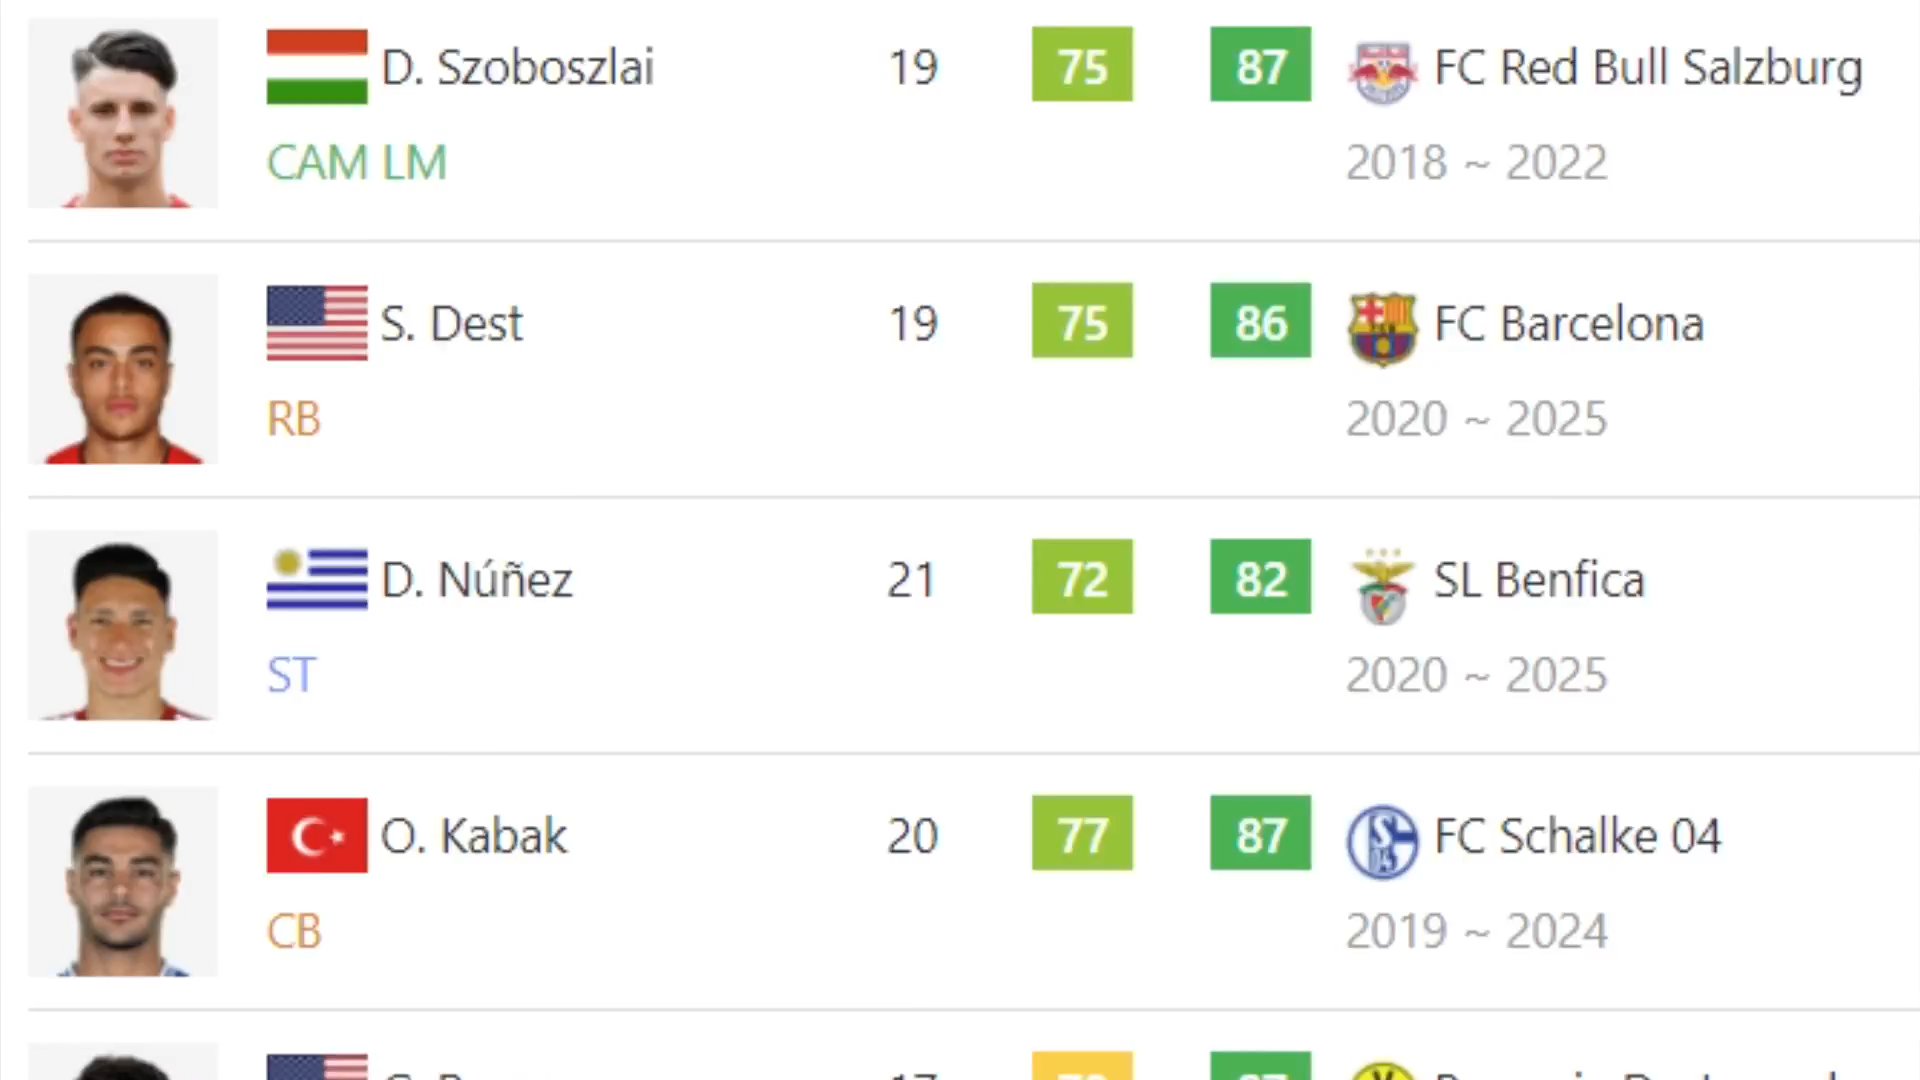 D. Szoboszlai 19 75 87 FC Red Bull Salzburg
CAM LM 2018 ~ 2022
S. Dest 19 75 86 FC Barcelona
RB 2020 ~ 2025
D. Núñez 21 72 82 SL Benfica
ST 2020 ~ 2025
O. Kabak 20 77 87 FC Schalke 04
CB 2019 ~ 2024